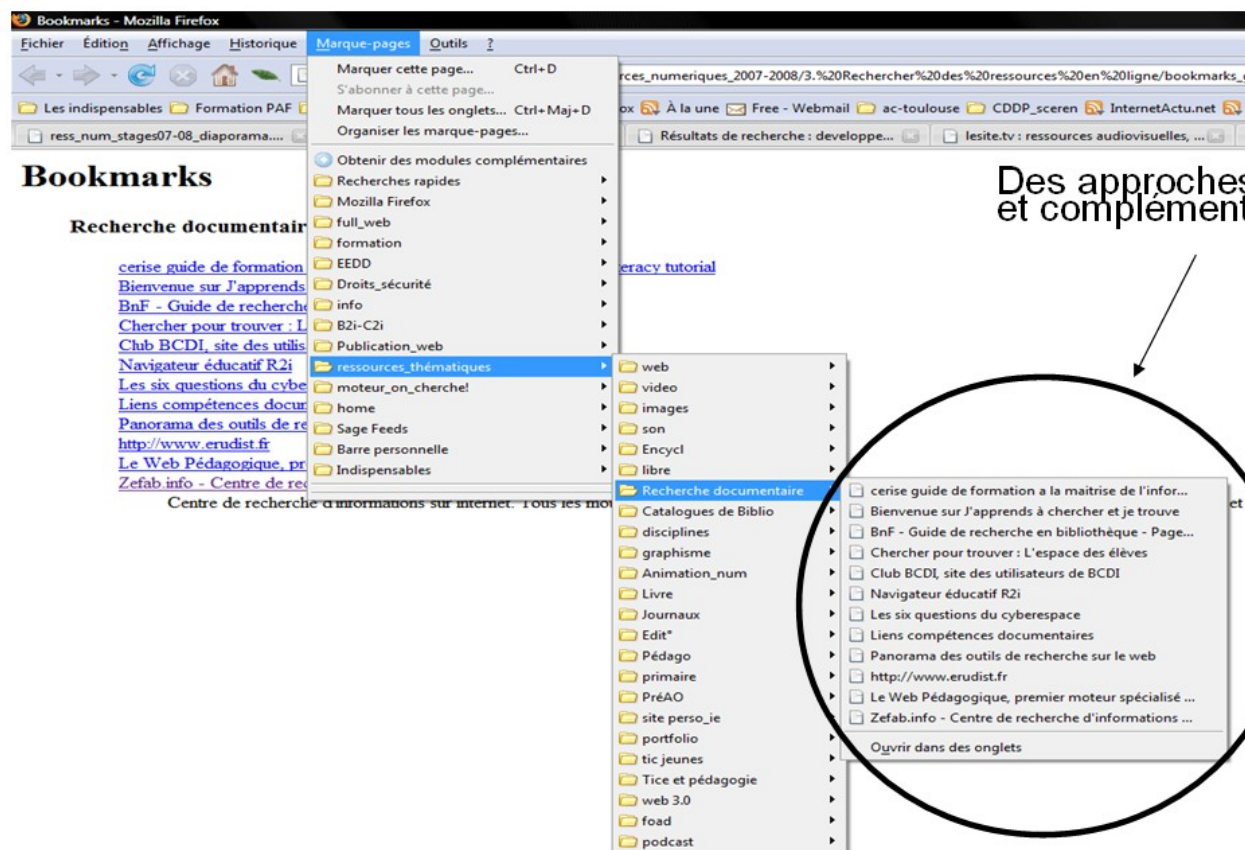 Bookmarks - Mozilla Firefox
Fichier Édition Affichage Historique Marque-pages Outils ?
rces_numeriques_2007-2008/3.%20Rechercher%20des%20ressources%20en%20ligne/bookmarks_
Les indispensables Formation PAF
ox À la une Free - Webmail ac-toulouse CDDP_sceren InternetActu.net
ress_num_stages07-08_diaporama....
Résultats de recherche : developpe...
lesite.tv : ressources audiovisuelles, ...
Marquer cette page... Ctrl+D
S'abonner à cette page...
Marquer tous les onglets... Ctrl+Maj+D
Organiser les marque-pages...
Obtenir des modules complémentaires
Recherches rapides
Mozilla Firefox
full_web
formation
EEDD
Droits_sécurité
info
B2i-C2i
Publication_web
ressources_thématiques
moteur_on_cherche!
home
Sage Feeds
Barre personnelle
Indispensables
Bookmarks
Recherche documentair
cerise guide de formation
eracy tutorial
Bienvenue sur J'apprends
BnF - Guide de recherche
Chercher pour trouver : L
Club BCDI, site des utilis
Navigateur éducatif R2i
Les six questions du cybe
Liens compétences docum
Panorama des outils de re
http://www.erudist.fr
Le Web Pédagogique, pr
Zefab.info - Centre de rec
Centre de recherche d'informations sur internet. Tous les mo
et
Des approches
et complément
web
video
images
son
Encycl
libre
Recherche documentaire
Catalogues de Biblio
disciplines
graphisme
Animation_num
Livre
Journaux
Edit°
Pédago
primaire
PréAO
site perso_ie
portfolio
tic jeunes
Tice et pédagogie
web 3.0
foad
podcast
cerise guide de formation a la maitrise de l'infor...
Bienvenue sur J'apprends à chercher et je trouve
BnF - Guide de recherche en bibliothèque - Page...
Chercher pour trouver : L'espace des élèves
Club BCDI, site des utilisateurs de BCDI
Navigateur éducatif R2i
Les six questions du cyberespace
Liens compétences documentaires
Panorama des outils de recherche sur le web
http://www.erudist.fr
Le Web Pédagogique, premier moteur spécialisé ...
Zefab.info - Centre de recherche d'informations ...
Ouvrir dans des onglets